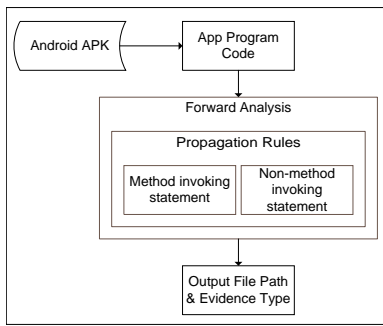 Android APK
App Program
Code
Forward Analysis
Propagation Rules
Method invoking
statement
Non-method
invoking
statement
Output File Path
& Evidence Type